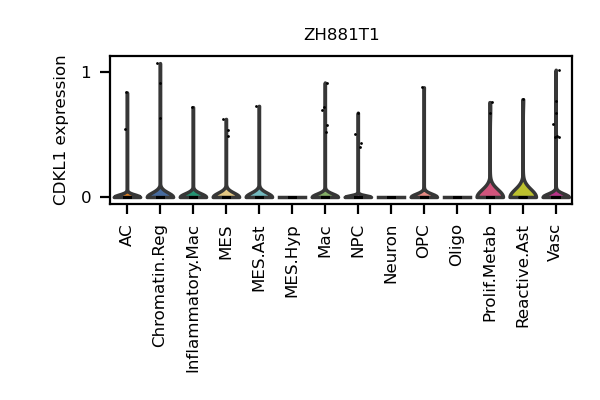 ZH881T1
CDKL1 expression
1
0
AC
Chromatin.Reg
Inflammatory.Mac
MES
MES.Ast
MES.Hyp
Mac
NPC
Neuron
OPC
Oligo
Prolif.Metab
Reactive.Ast
Vasc